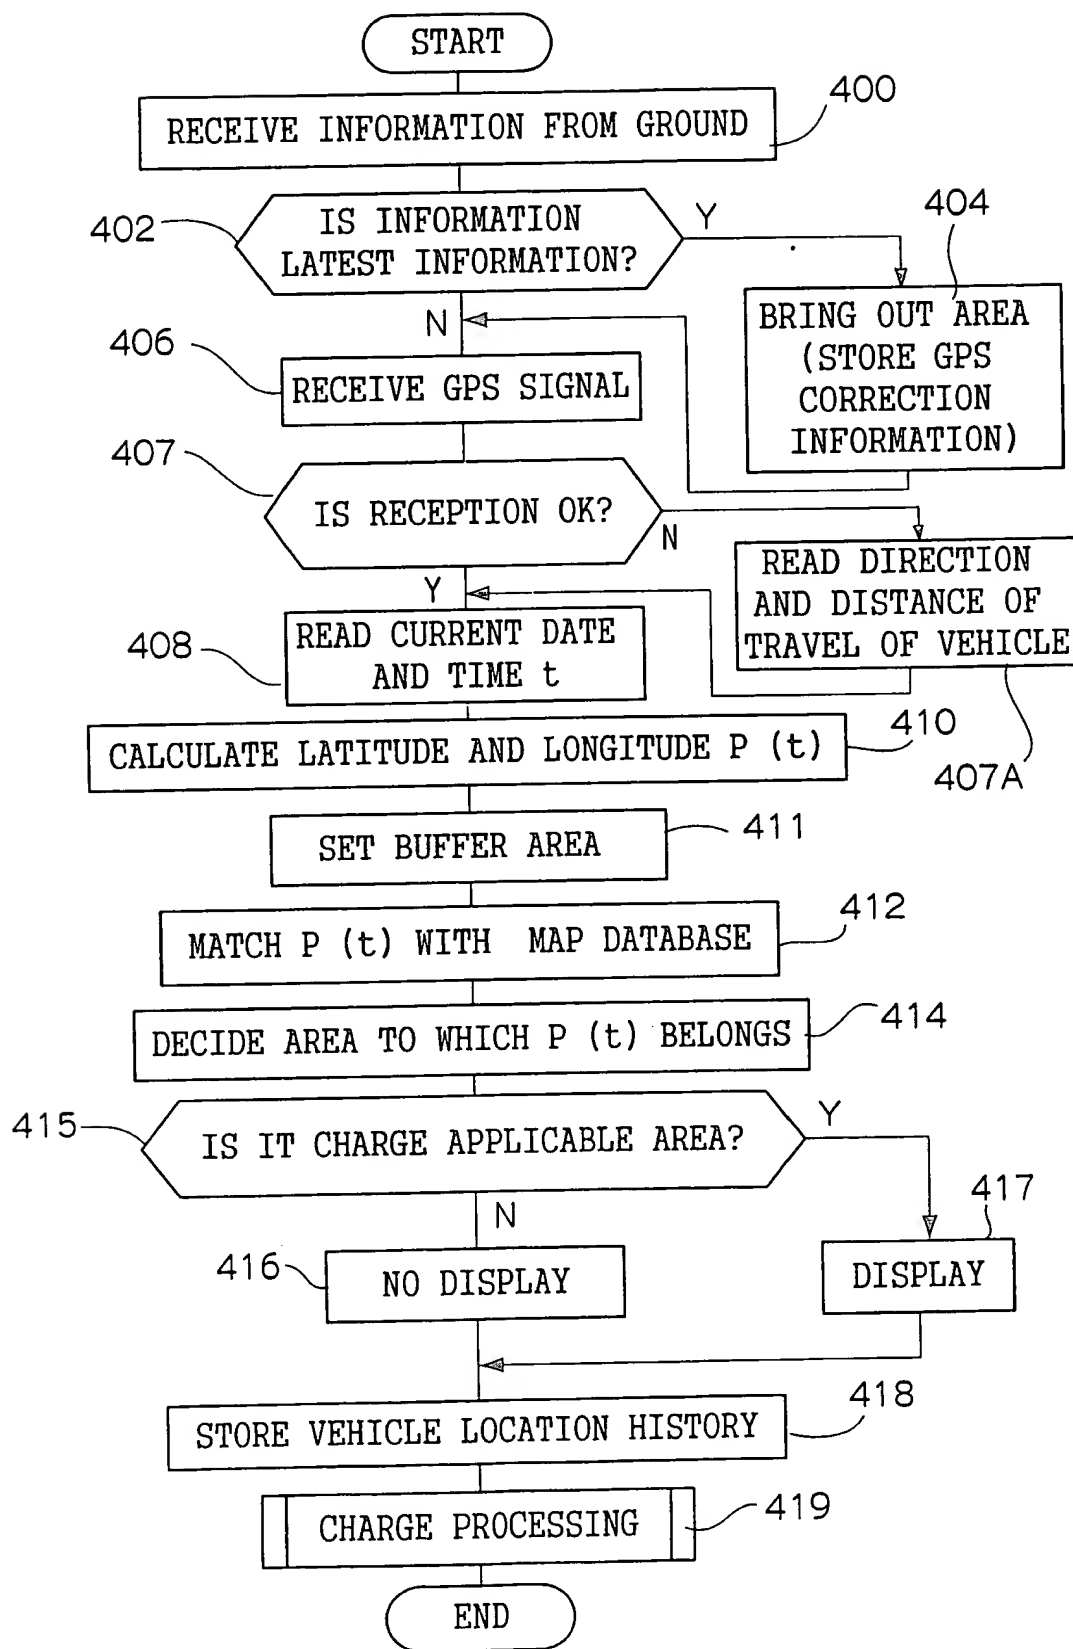 START
400
RECEIVE INFORMATION FROM GROUND
402
IS INFORMATION
LATEST INFORMATION?
Y
404
BRING OUT AREA
(STORE GPS
CORRECTION
INFORMATION)
N
406
RECEIVE GPS SIGNAL
407
IS RECEPTION OK?
N
READ DIRECTION
AND DISTANCE OF
TRAVEL OF VEHICLE
407A
Y
408
READ CURRENT DATE
AND TIME t
410
CALCULATE LATITUDE AND LONGITUDE P (t)
411
SET BUFFER AREA
412
MATCH P (t) WITH MAP DATABASE
414
DECIDE AREA TO WHICH P (t) BELONGS
415
IS IT CHARGE APPLICABLE AREA?
Y
N
416
NO DISPLAY
417
DISPLAY
418
STORE VEHICLE LOCATION HISTORY
419
CHARGE PROCESSING
END